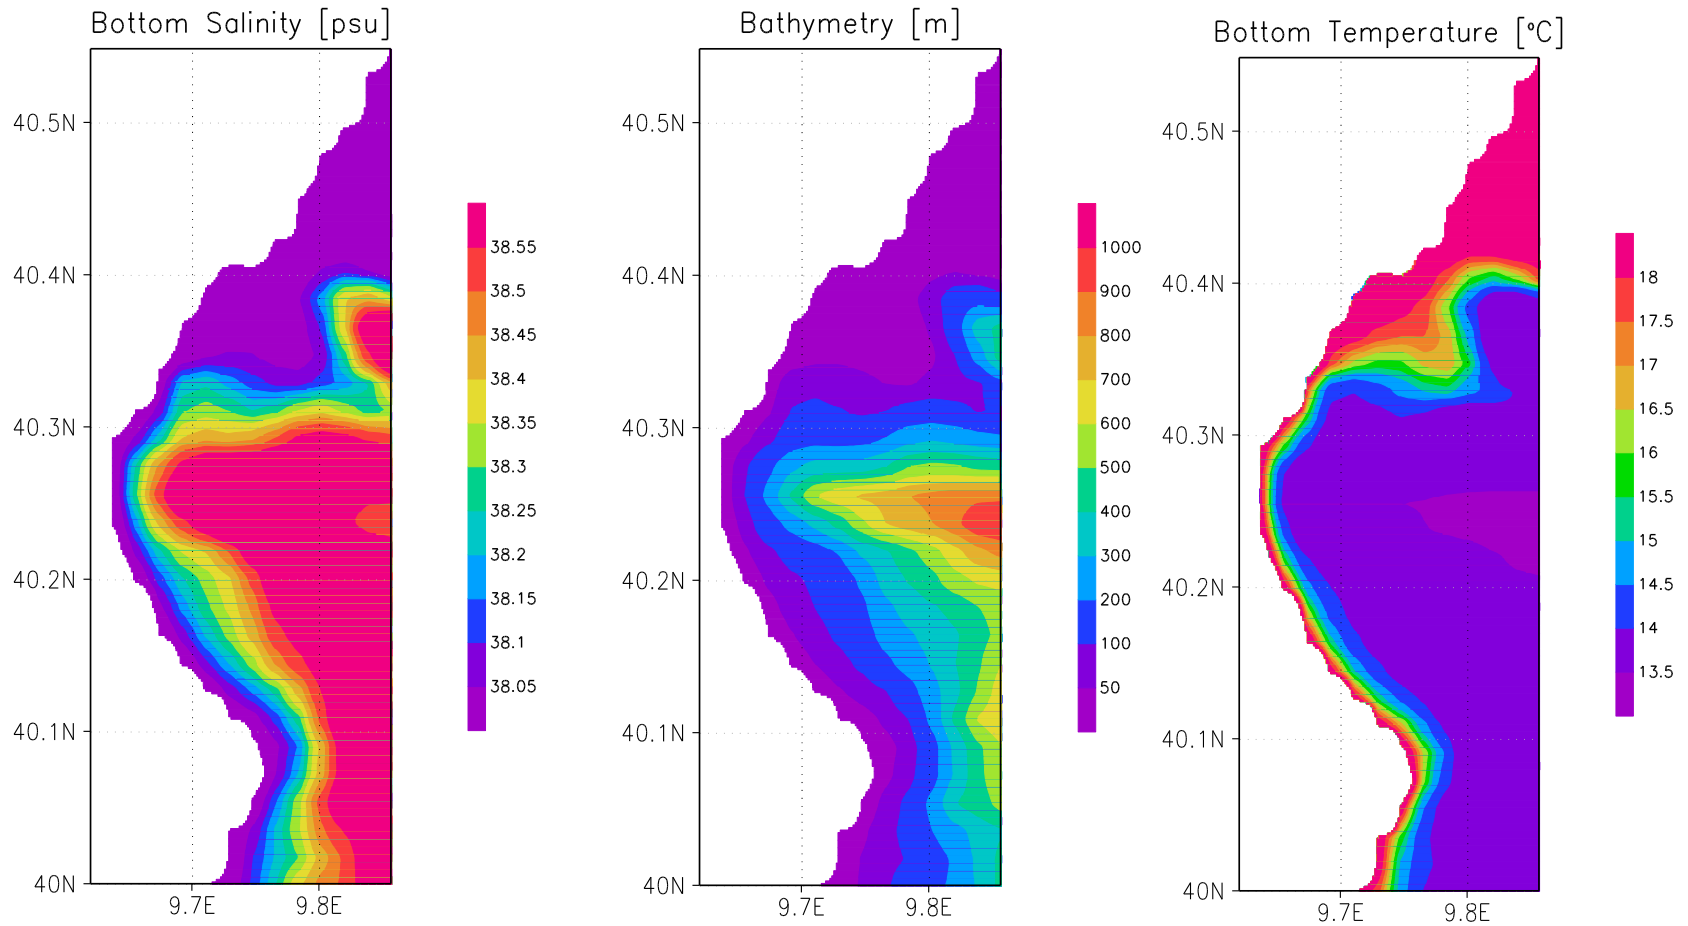 Bottom Salinity [psu]
40.5N
40.4N
40.3N
40.2N
40.1N
40N
9.7E 9.8E
38.55
38.5
38.45
38.4
38.35
38.3
38.25
38.2
38.15
38.1
38.05
Bathymetry [m]
40.5N
40.4N
40.3N
40.2N
40.1N
40N
9.7E 9.8E
1000
900
800
700
600
500
400
300
200
100
50
Bottom Temperature [°C]
40.5N
40.4N
40.3N
40.2N
40.1N
40N
9.7E 9.8E
18
17.5
17
16.5
16
15.5
15
14.5
14
13.5